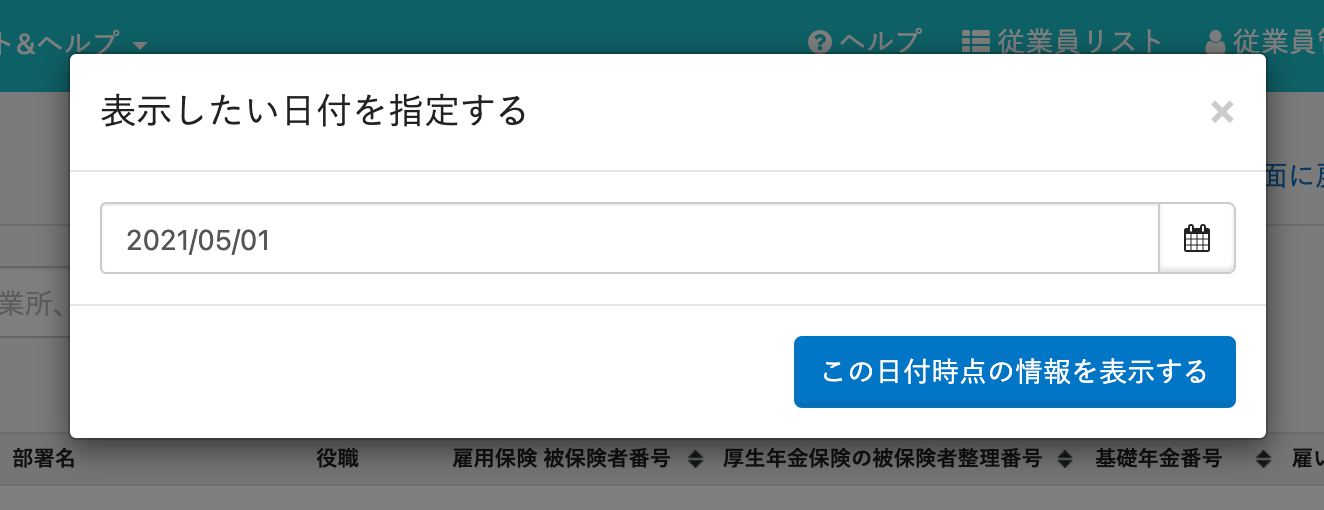 ト&ヘルプ
ヘルプ
従業員リスト
従業員
表示したい日付を指定する
×
面に
2021/05/01
業所、
この日付時点の情報を表示する
部署名
役職
雇用保険 被保険者番号
厚生年金保険の被保険者整理番号
基礎年金番号
雇い